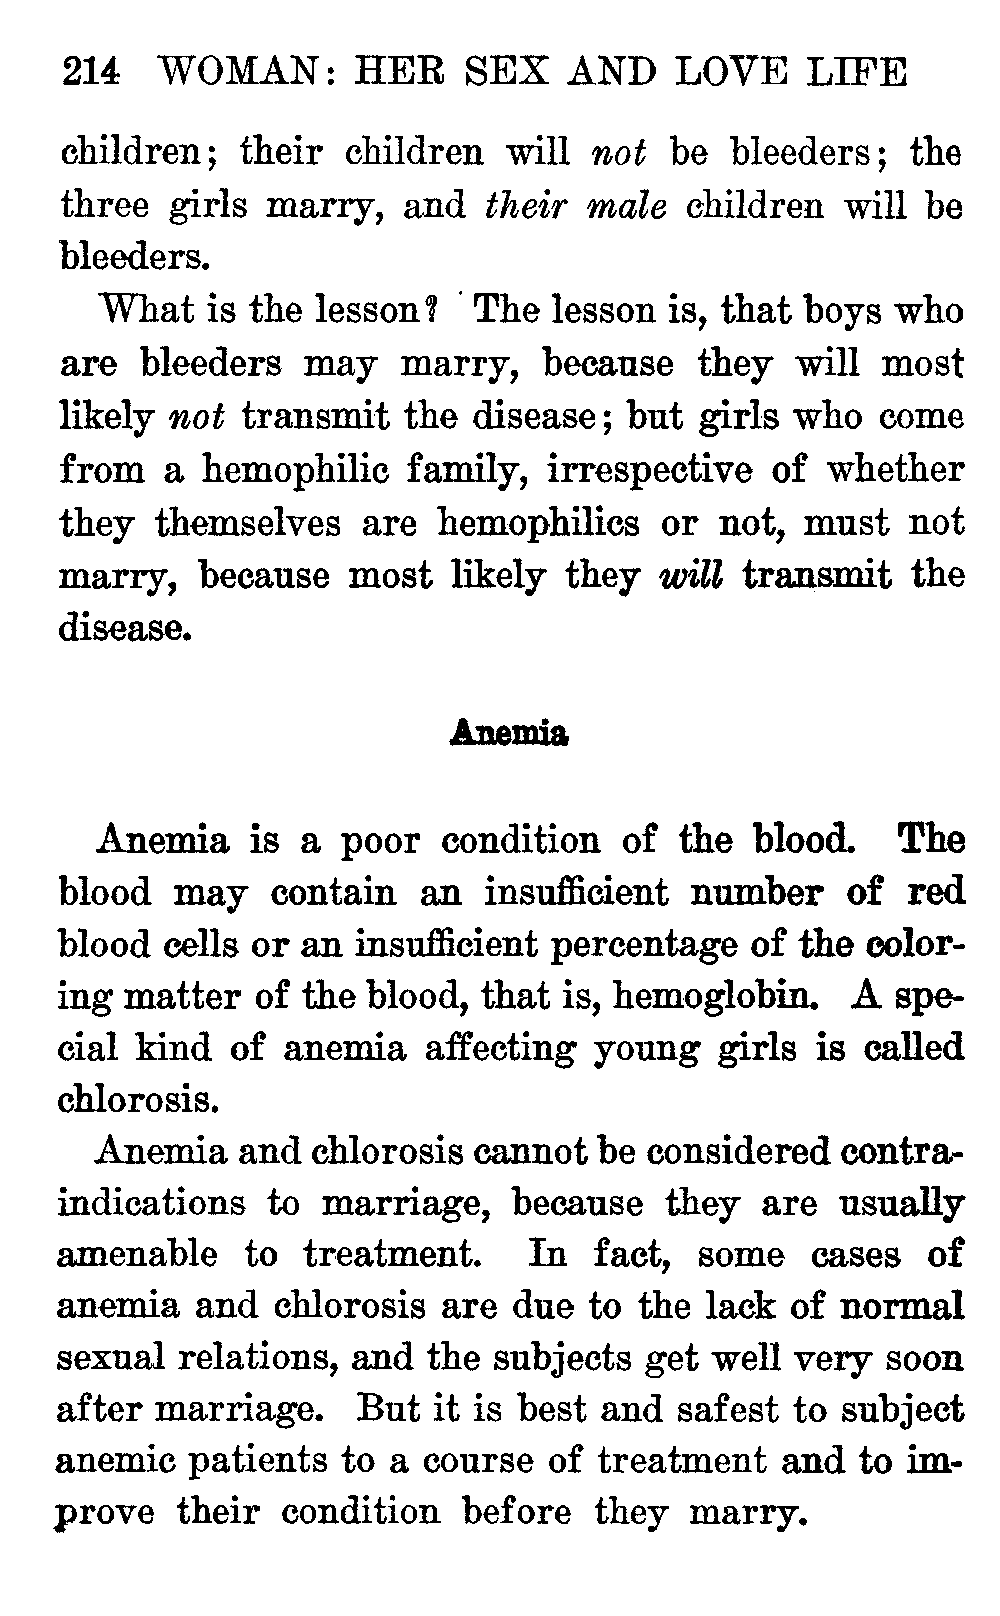 214 WOMAN: HER SEX AND LOVE LIFE
children; their children will not be bleeders; the
three girls marry, and their male children will be
bleeders.
What is the lesson? The lesson is, that boys who
are bleeders may marry, because they will most
likely not transmit the disease; but girls who come
from a hemophilic family, irrespective of whether
they themselves are hemophilics or not, must not
marry, because most likely they will transmit the
disease.
Anemia
Anemia is a poor condition of the blood. The
blood may contain an insufficient number of red
blood cells or an insufficient percentage of the color-
ing matter of the blood, that is, hemoglobin. A spe-
cial kind of anemia affecting young girls is called
chlorosis.
Anemia and chlorosis cannot be considered contra-
indications to marriage, because they are usually
amenable to treatment. In fact, some cases of
anemia and chlorosis are due to the lack of normal
sexual relations, and the subjects get well very soon
after marriage. But it is best and safest to subject
anemic patients to a course of treatment and to im-
prove their condition before they marry.